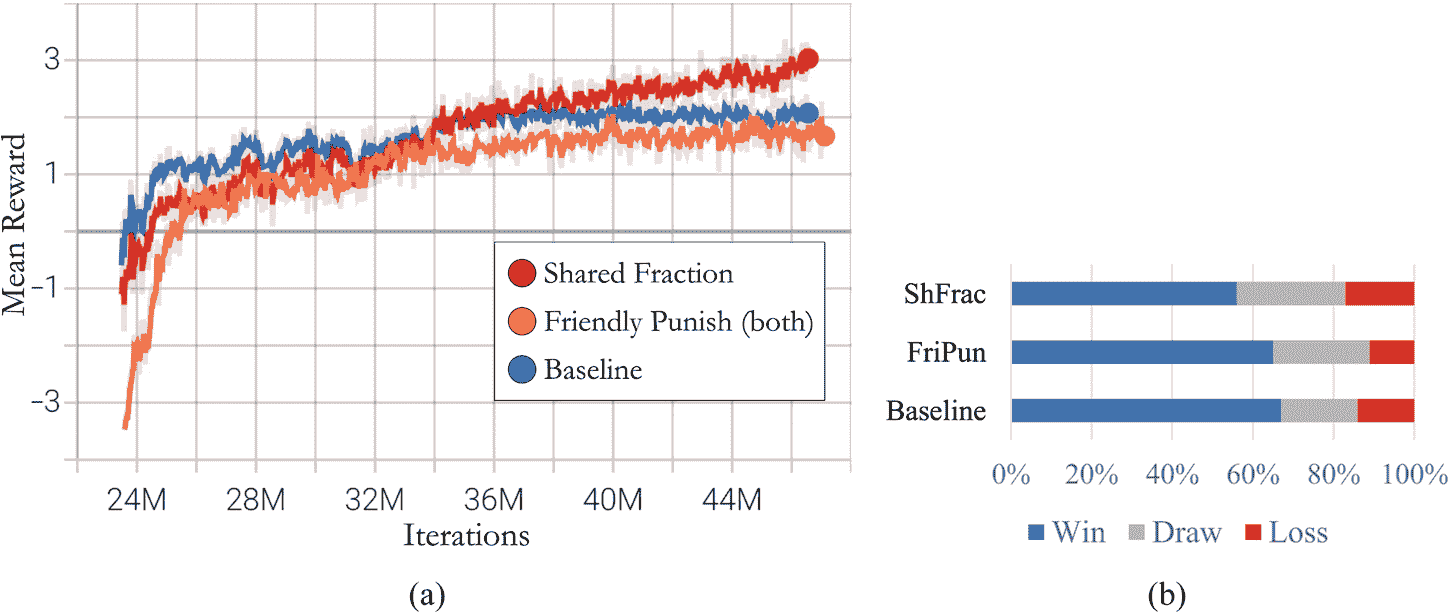 Mean Reward
3
1
−1
−3
24M 28M 32M 36M 40M 44M
Iterations
Shared Fraction
Friendly Punish (both)
Baseline
(a)
ShFrac
FriPun
Baseline
0% 20% 40% 60% 80% 100%
Win Draw Loss
(b)